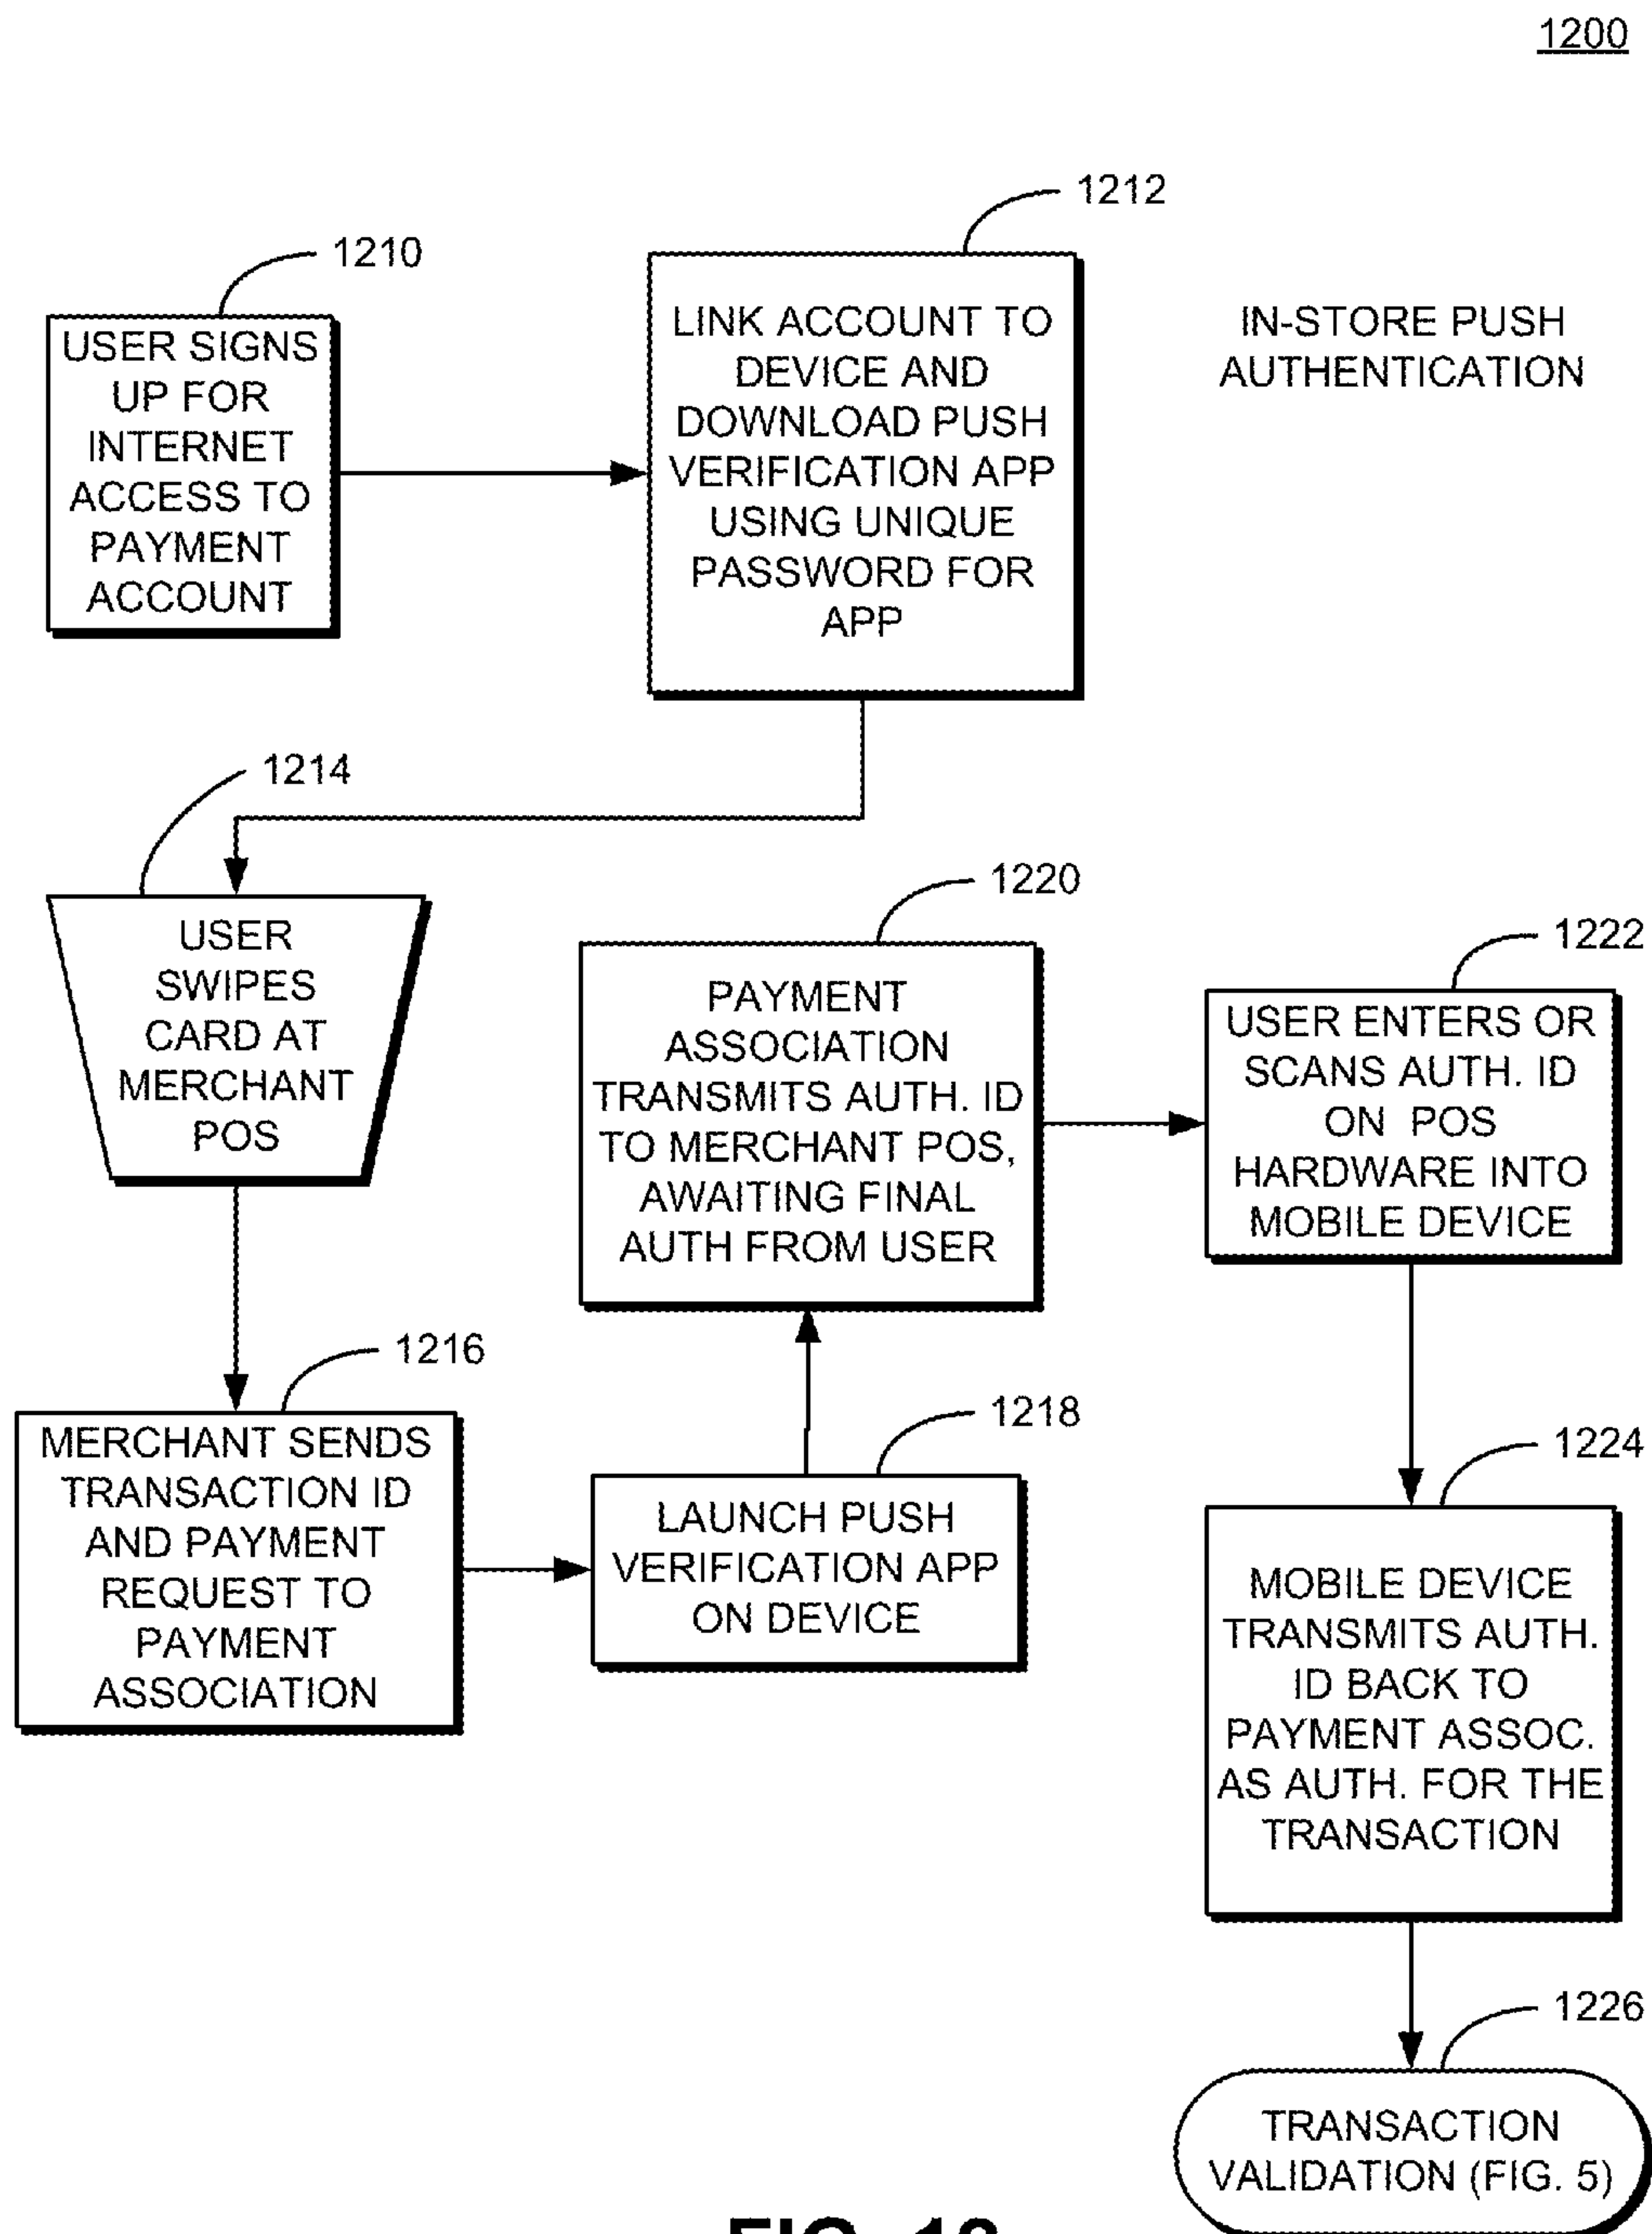 1200
1210
USER SIGNS
UP FOR
INTERNET
ACCESS TO
PAYMENT
ACCOUNT
1212
LINK ACCOUNT TO
DEVICE AND
DOWNLOAD PUSH
VERIFICATION APP
USING UNIQUE
PASSWORD FOR
APP
IN-STORE PUSH
AUTHENTICATION
1214
USER
SWIPES
CARD AT
MERCHANT
POS
1216
MERCHANT SENDS
TRANSACTION ID
AND PAYMENT
REQUEST TO
PAYMENT
ASSOCIATION
1218
LAUNCH PUSH
VERIFICATION APP
ON DEVICE
1220
PAYMENT
ASSOCIATION
TRANSMITS AUTH. ID
TO MERCHANT POS,
AWAITING FINAL
AUTH FROM USER
1222
USER ENTERS OR
SCANS AUTH. ID
ON POS
HARDWARE INTO
MOBILE DEVICE
1224
MOBILE DEVICE
TRANSMITS AUTH.
ID BACK TO
PAYMENT ASSOC.
AS AUTH. FOR THE
TRANSACTION
1226
TRANSACTION
VALIDATION (FIG. 5)
FIG.